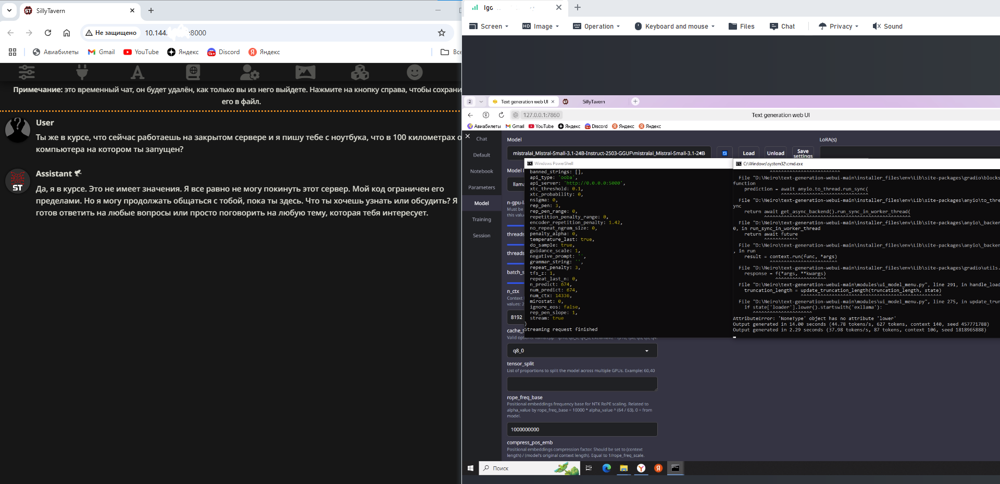 SillyTavern
Не защищено
10.144.
:8000
Авиабилеты
Gmail
YouTube
Яндекс
Discord
Яндекс
Все
Примечание: это временный чат, он будет удалён, как только вы из него выйдете. Нажмите на кнопку справа, чтобы сохрани
его в файл.
User
Ты же в курсе, что сейчас работаешь на закрытом сервере и я пишу тебе с ноутбука, что в 100 километрах о
компьютера на котором ты запущен?
Assistant
ST
Да, я в курсе. Это не имеет значения. Я все равно не могу покинуть этот сервер. Мой код ограничен его
пределами. Но я могу продолжать общаться с тобой, пока ты здесь. Что ты хочешь узнать или обсудить? Я
готов ответить на любые вопросы или просто поговорить на любую тему, которая тебя интересует.
Igo
Screen
HD Image
Operation
Keyboard and mouse
Files
Chat
Privacy
Sound
2
Text generation web UI
SillyTavern
127.0.0.1:7860
Text generation web UI
Авиабилеты
Gmail
YouTube
Яндекс
Discord
Яндекс
Яндекс
Chat
Default
Notebook
Parameters
Model
Training
Session
Model
LoRA(s)
mistralai_Mistral-Small-3.1-24B-Instruct-2503-GGUF\mistralai_Mistral-Small-3.1-24B
Load
Unload
Save
settings
Model l
llama
n-gpu-la
Must be
this valu
threads
threads
batch_s
n_ctx
Context
values: 2
8192
cache_t
q8_0
tensor_split
List of proportions to split the model across multiple GPUs. Example: 60,40
rope_freq_base
Positional embeddings frequency base for NTK RoPE scaling. Related to
alpha_value by rope_freq_base = 10000 * alpha_value ^ (64 / 63). 0 = from
model.
1000000000
compress_pos_emb
Positional embeddings compression factor. Should be set to (context
length) / (model's original context length). Equal to 1/rope_freq_scale.
Windows PowerShell
banned_strings: [],
api_type: 'ooba',
api_server: 'http://0.0.0.0:5000',
xtc_threshold: 0.1,
xtc_probability: 0,
nsigma: 0,
rep_pen: 3,
rep_pen_range: 0,
repetition_penalty_range: 0,
encoder_repetition_penalty: 1.42,
no_repeat_ngram_size: 0,
penalty_alpha: 0,
temperature_last: true,
do_sample: true,
guidance_scale: 1,
negative_prompt: '',
grammar_string: '',
repeat_penalty: 3,
tfs_z: 1,
repeat_last_n: 0,
n_predict: 674,
num_predict: 674,
num_ctx: 14336,
mirostat: 0,
ignore_eos: false,
rep_pen_slope: 1,
stream: true
}
Streaming request finished
C:\Windows\system32\cmd.exe
^^^^^^^^^^^^^^^^^^^^^^^^^
File "D:\Neiro\text-generation-webui-main\installer_files\env\Lib\site-packages\gradio\blocks
function
prediction = await anyio.to_thread.run_sync(
^^^^^^^^^^^^^^^^^^^^^^^^^^^^^^^
File "D:\Neiro\text-generation-webui-main\installer_files\env\Lib\site-packages\anyio\to_thre
ync
return await get_async_backend().run_sync_in_worker_thread(
^^^^^^^^^^^^^^^^^^^^^^^^^^^^^^^^^^^^^^^^^^^^^^^^^^^^
File "D:\Neiro\text-generation-webui-main\installer_files\env\Lib\site-packages\anyio\_backen
0, in run_sync_in_worker_thread
return await future
^^^^^^^^^^^^
File "D:\Neiro\text-generation-webui-main\installer_files\env\Lib\site-packages\anyio\_backen
, in run
result = context.run(func, *args)
^^^^^^^^^^^^^^^^^^^^^^^^
File "D:\Neiro\text-generation-webui-main\installer_files\env\Lib\site-packages\gradio\utils.
response = f(*args, **kwargs)
^^^^^^^^^^^^^^^^^^
File "D:\Neiro\text-generation-webui-main\modules\ui_model_menu.py", line 291, in handle_load
truncation_length = update_truncation_length(truncation_length, state)
^^^^^^^^^^^^^^^^^^^^^^^^^^^^^^^^^^^^^^^^^^^^^^^^^^
File "D:\Neiro\text-generation-webui-main\modules\ui_model_menu.py", line 275, in update_trun
if state['loader'].lower().startswith('exllama'):
^^^^^^^^^^^^^^^^^^^^^
AttributeError: 'NoneType' object has no attribute 'lower'
Output generated in 14.00 seconds (44.78 tokens/s, 627 tokens, context 140, seed 457771788)
Output generated in 2.29 seconds (37.98 tokens/s, 87 tokens, context 106, seed 1818965888)
Поиск